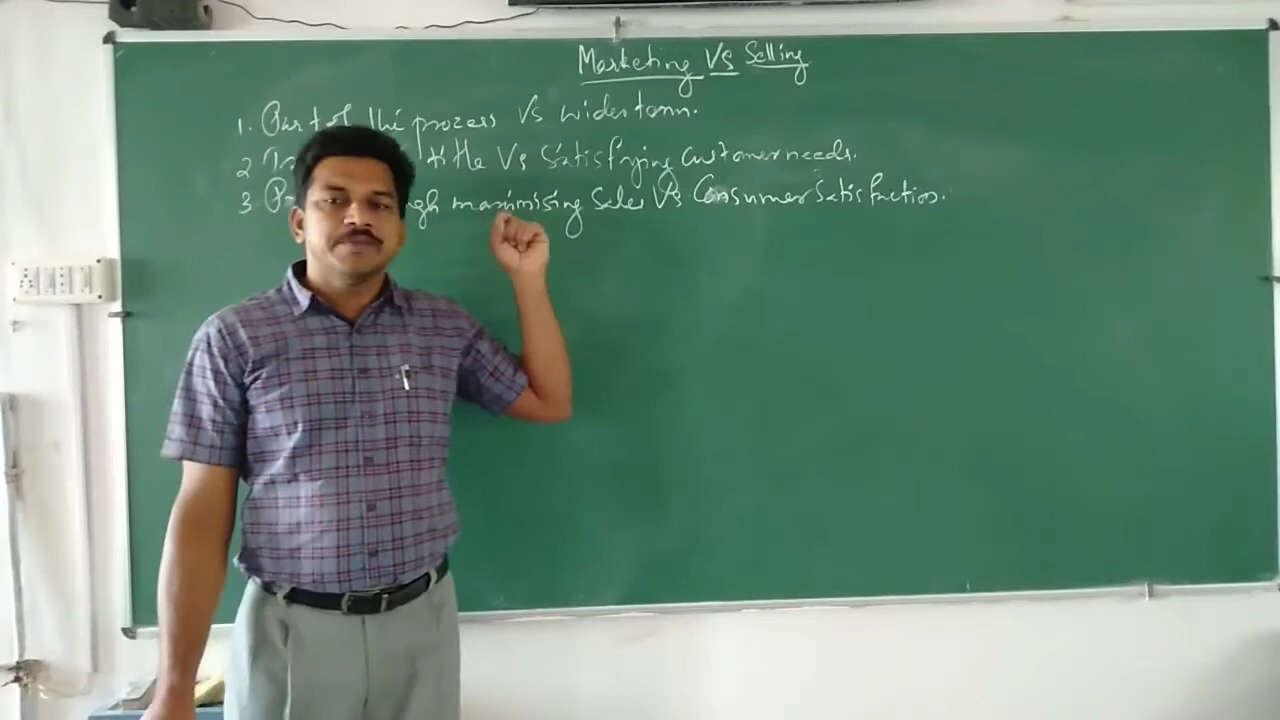 Marketing Vs Selling
1. Part of the process Vs wider term.
2 title Vs Satisfying Customer needs.
3. maximising Sales Vs Consumer Satisfaction.